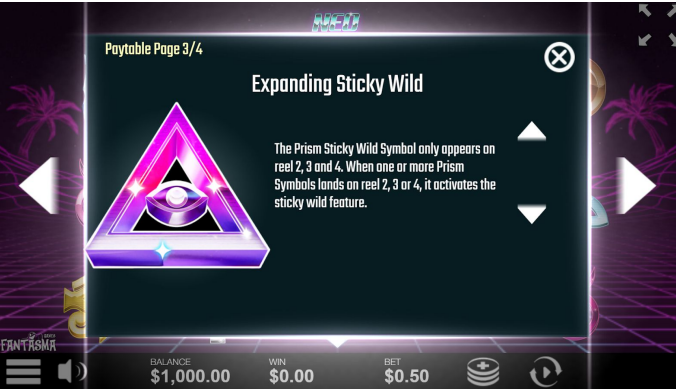 NEO
Paytable Page 3/4
Expanding Sticky Wild
The Prism Sticky Wild Symbol only appears on
reel 2, 3 and 4. When one or more Prism
Symbols lands on reel 2, 3 or 4, it activates the
sticky wild feature.
FANTASMA
GAMES
BALANCE
$1,000.00
WIN
$0.00
BET
$0.50